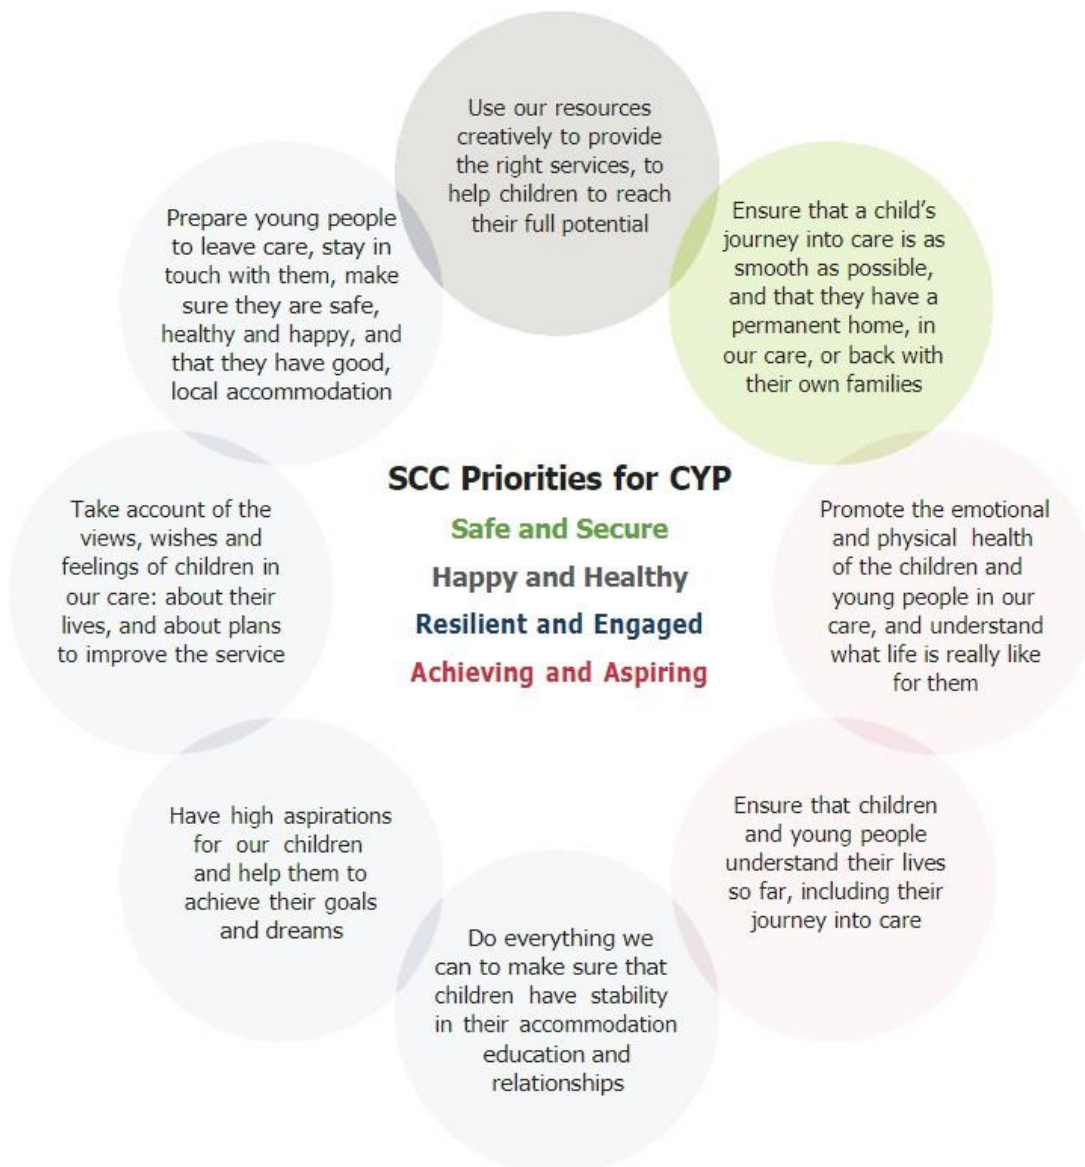 Use our resources
creatively to provide
the right services, to
help children to reach
their full potential
Ensure that a child's
journey into care is as
smooth as possible,
and that they have a
permanent home, in
our care, or back with
their own families
Promote the emotional
and physical health
of the children and
young people in our
care, and understand
what life is really like
for them
Ensure that children
and young people
understand their lives
so far, including their
journey into care
Do everything we
can to make sure that
children have stability
in their accommodation
education and
relationships
Have high aspirations
for our children
and help them to
achieve their goals
and dreams
Take account of the
views, wishes and
feelings of children in
our care: about their
lives, and about plans
to improve the service
Prepare young people
to leave care, stay in
touch with them, make
sure they are safe,
healthy and happy, and
that they have good,
local accommodation
SCC Priorities for CYP
Safe and Secure
Happy and Healthy
Resilient and Engaged
Achieving and Aspiring